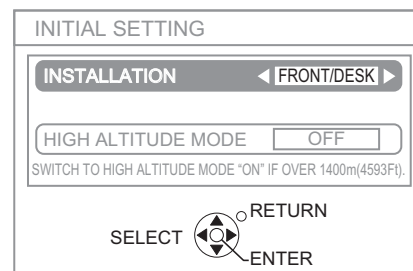 INITIAL SETTING
INSTALLATION FRONT/DESK
HIGH ALTITUDE MODE OFF
SWITCH TO HIGH ALTITUDE MODE “ON” IF OVER 1400m(4593Ft).
RETURN
SELECT
ENTER